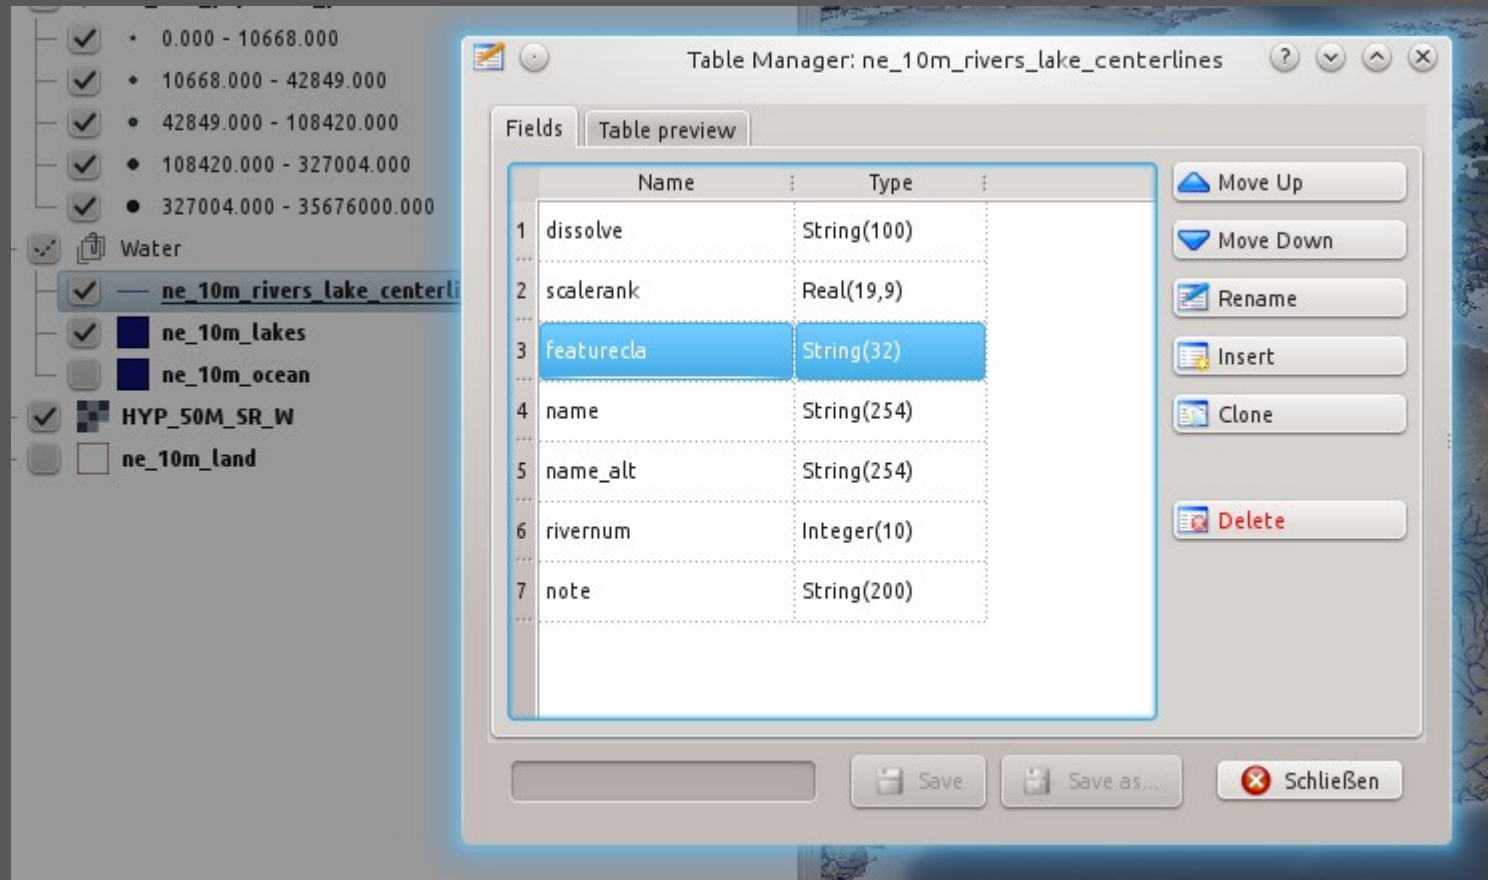 0.000 - 10668.000
10668.000 - 42849.000
42849.000 - 108420.000
108420.000 - 327004.000
327004.000 - 35676000.000
Water
ne_10m_rivers_lake_centerli
ne_10m_lakes
ne_10m_ocean
HYP_50M_SR_W
ne_10m_land
Table Manager: ne_10m_rivers_lake_centerlines
Fields Table preview
Name Type
1 dissolve String(100)
2 scalerank Real(19,9)
3 featurecla String(32)
4 name String(254)
5 name_alt String(254)
6 rivernum Integer(10)
7 note String(200)
Move Up
Move Down
Rename
Insert
Clone
Delete
Save Save as... Schließen